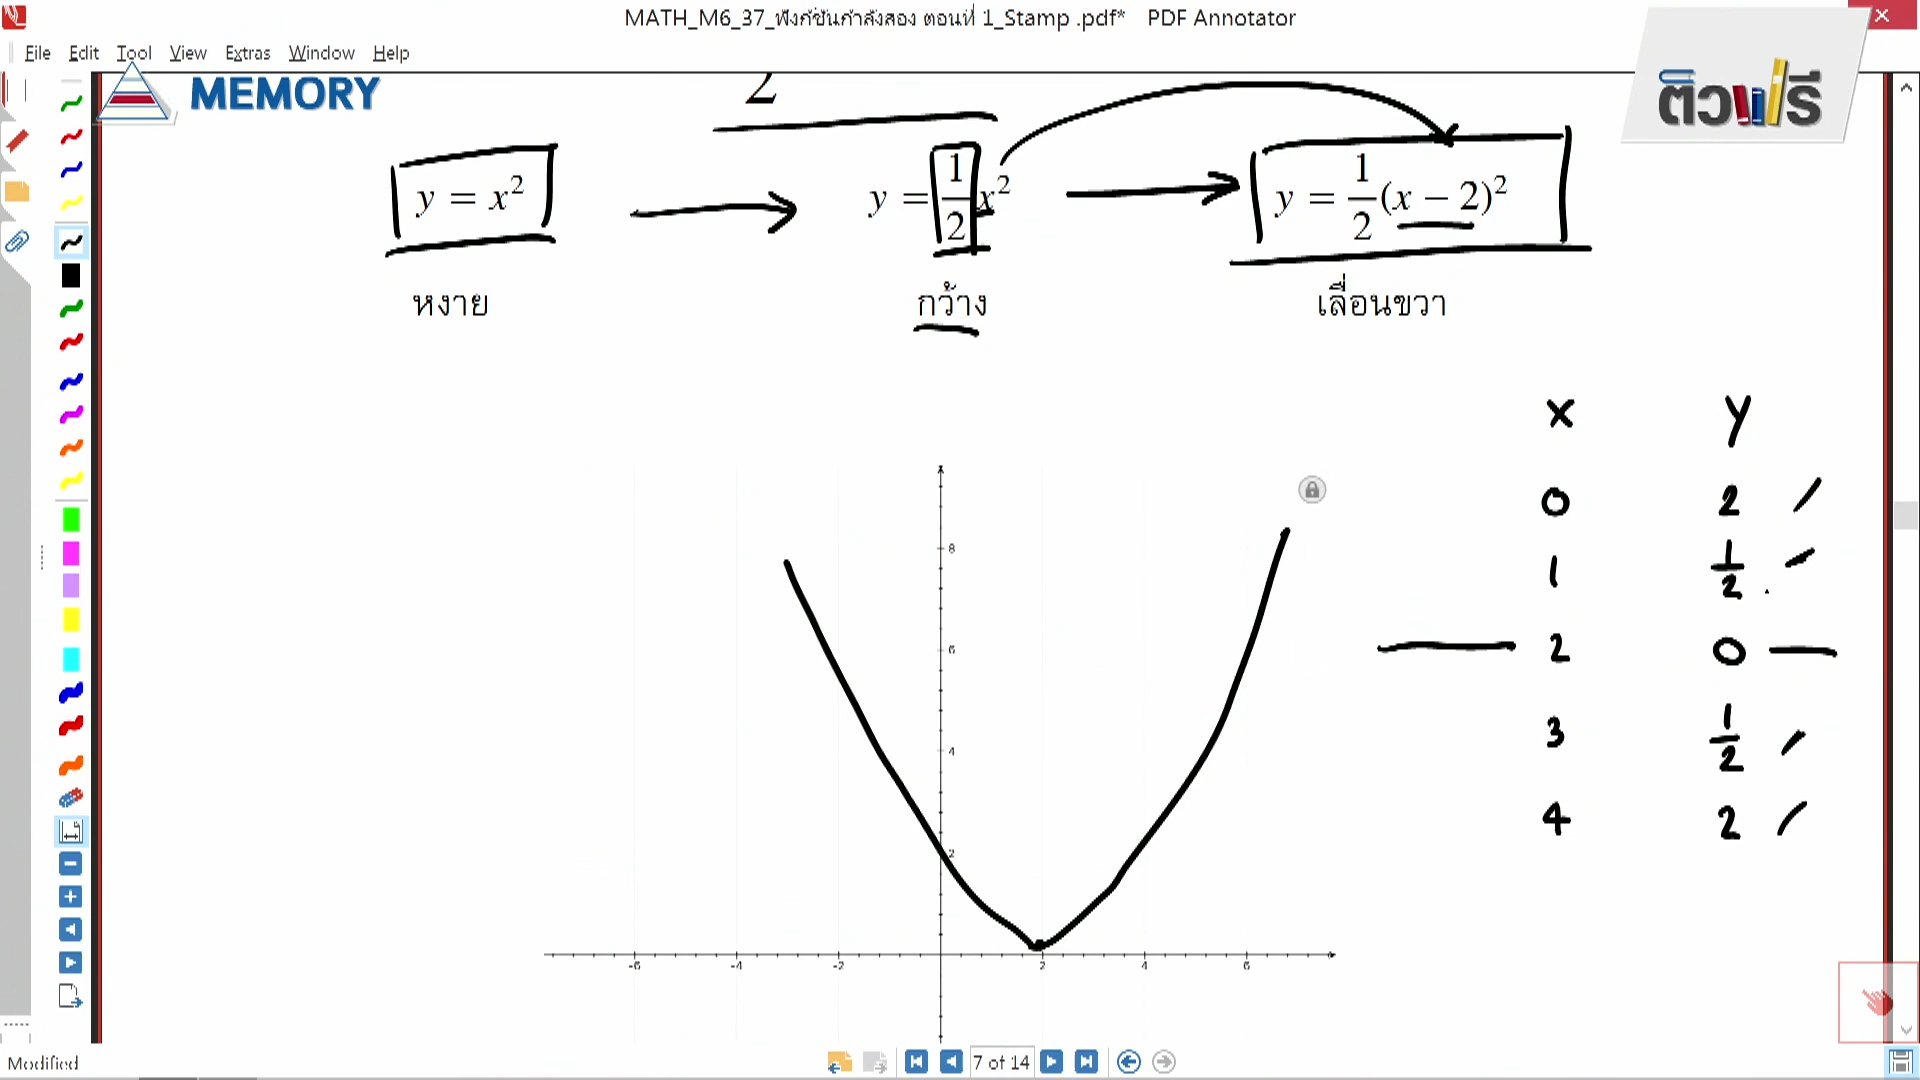 MATH_M6_37_ฟังก์ชันกำลังสอง ตอนที่ 1_Stamp .pdf* PDF Annotator
File Edit Tool View Extras Window Help
MEMORY
ติวฟรี
2
y = x² y = 1/2 x² y = 1/2 (x − 2)²
หงาย กว้าง เลื่อนขวา
x y
0 2
1 1/2
2 0
3 1/2
4 2
8
6
4
2
-6 -4 -2 2 4 6
Modified
7 of 14